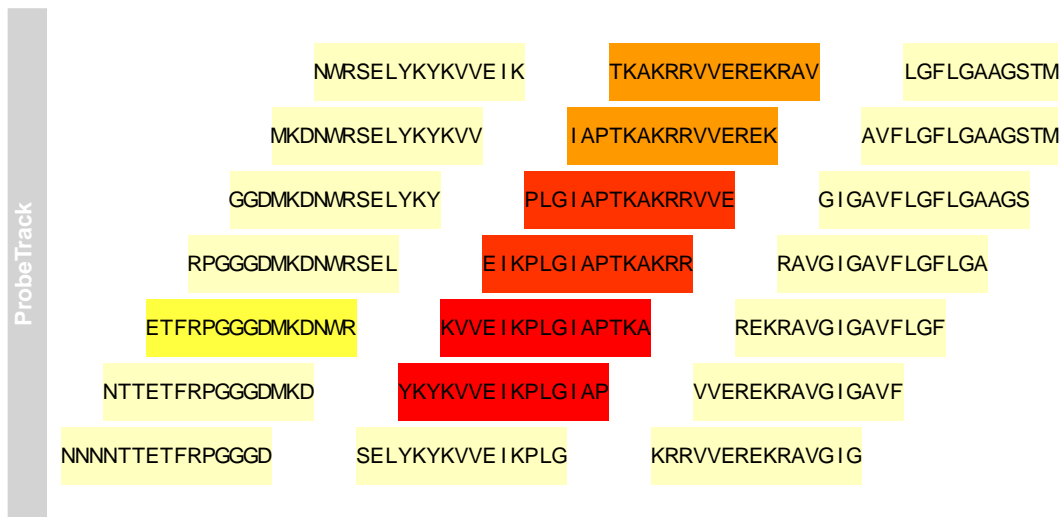 ProbeTrack
NWRSELYKYKVVEIK TKAKRRVVEREKRAV LGFLGAAGSTM
MKDNWRSELYKYKVV IAPTKAKRRVVEREK AVFLGFLGAAGSTM
GGDMKDNWRSELYKY PLGIAPTKAKRRVVE GIGAVFLGFLGAAGS
RPGGGDMKDNWRSEL EIKPLGIAPTKAKRR RAVGIGAVFLGFLGA
ETFRPGGGDMKDNWR KVVEIKPLGIAPTKA REKRAVGIGAVFLGF
NTTETFRPGGGDMKD YKYKVVEIKPLGIAP VVEREKRAVGIGAVF
NNNNTTETFRPGGGD SELYKYKVVEIKPLG KRRVVEREKRAVGIG